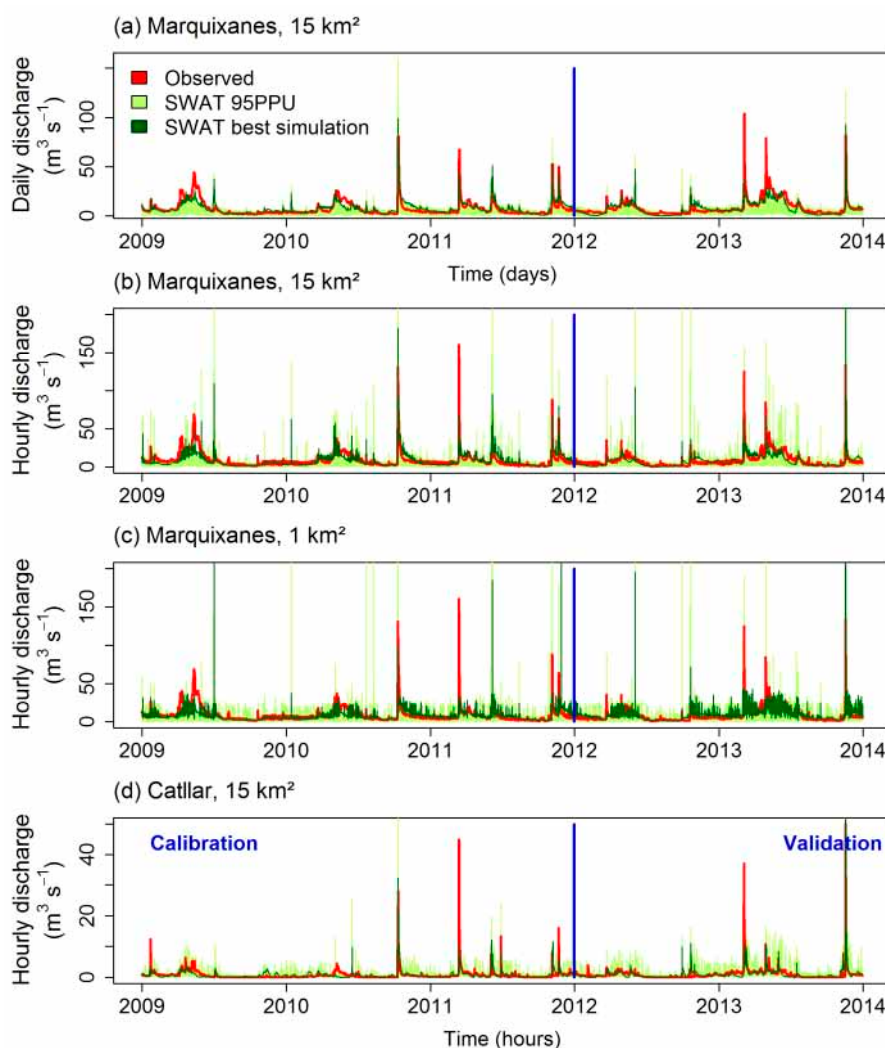 (a) Marquixanes, 15 km²
Daily discharge
(m³ s⁻¹)
0 50 100
Observed
SWAT 95PPU
SWAT best simulation
2009 2010 2011 2012 2013 2014
Time (days)
(b) Marquixanes, 15 km²
Hourly discharge
(m³ s⁻¹)
0 50 150
2009 2010 2011 2012 2013 2014
(c) Marquixanes, 1 km²
Hourly discharge
(m³ s⁻¹)
0 50 150
2009 2010 2011 2012 2013 2014
(d) Catllar, 15 km²
Hourly discharge
(m³ s⁻¹)
0 20 40
Calibration Validation
2009 2010 2011 2012 2013 2014
Time (hours)